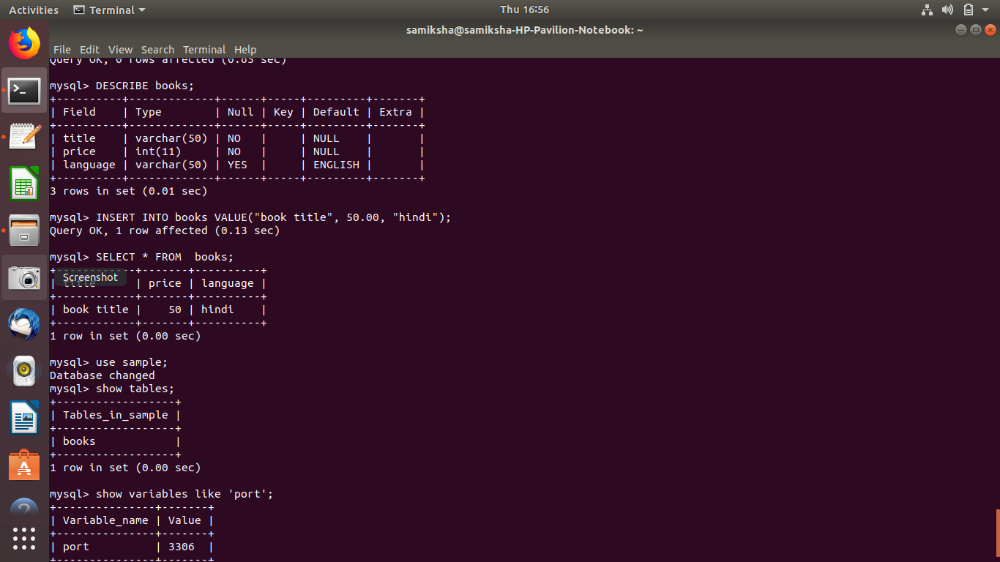 Activities Terminal Thu 16:56
samiksha@samiksha-HP-Pavilion-Notebook: ~
File Edit View Search Terminal Help
Query OK, 0 rows affected (0.65 sec)

mysql> DESCRIBE books;
+----------+-------------+------+-----+---------+-------+
| Field    | Type        | Null | Key | Default | Extra |
+----------+-------------+------+-----+---------+-------+
| title    | varchar(50) | NO   |     | NULL    |       |
| price    | int(11)     | NO   |     | NULL    |       |
| language | varchar(50) | YES  |     | ENGLISH |       |
+----------+-------------+------+-----+---------+-------+
3 rows in set (0.01 sec)

mysql> INSERT INTO books VALUE("book title", 50.00, "hindi");
Query OK, 1 row affected (0.13 sec)

mysql> SELECT * FROM  books;
+------------+-------+----------+
Screenshot
| title      | price | language |
+------------+-------+----------+
| book title |    50 | hindi    |
+------------+-------+----------+
1 row in set (0.00 sec)

mysql> use sample;
Database changed
mysql> show tables;
+------------------+
| Tables_in_sample |
+------------------+
| books            |
+------------------+
1 row in set (0.00 sec)

mysql> show variables like 'port';
+---------------+-------+
| Variable_name | Value |
+---------------+-------+
| port          | 3306  |
+---------------+-------+